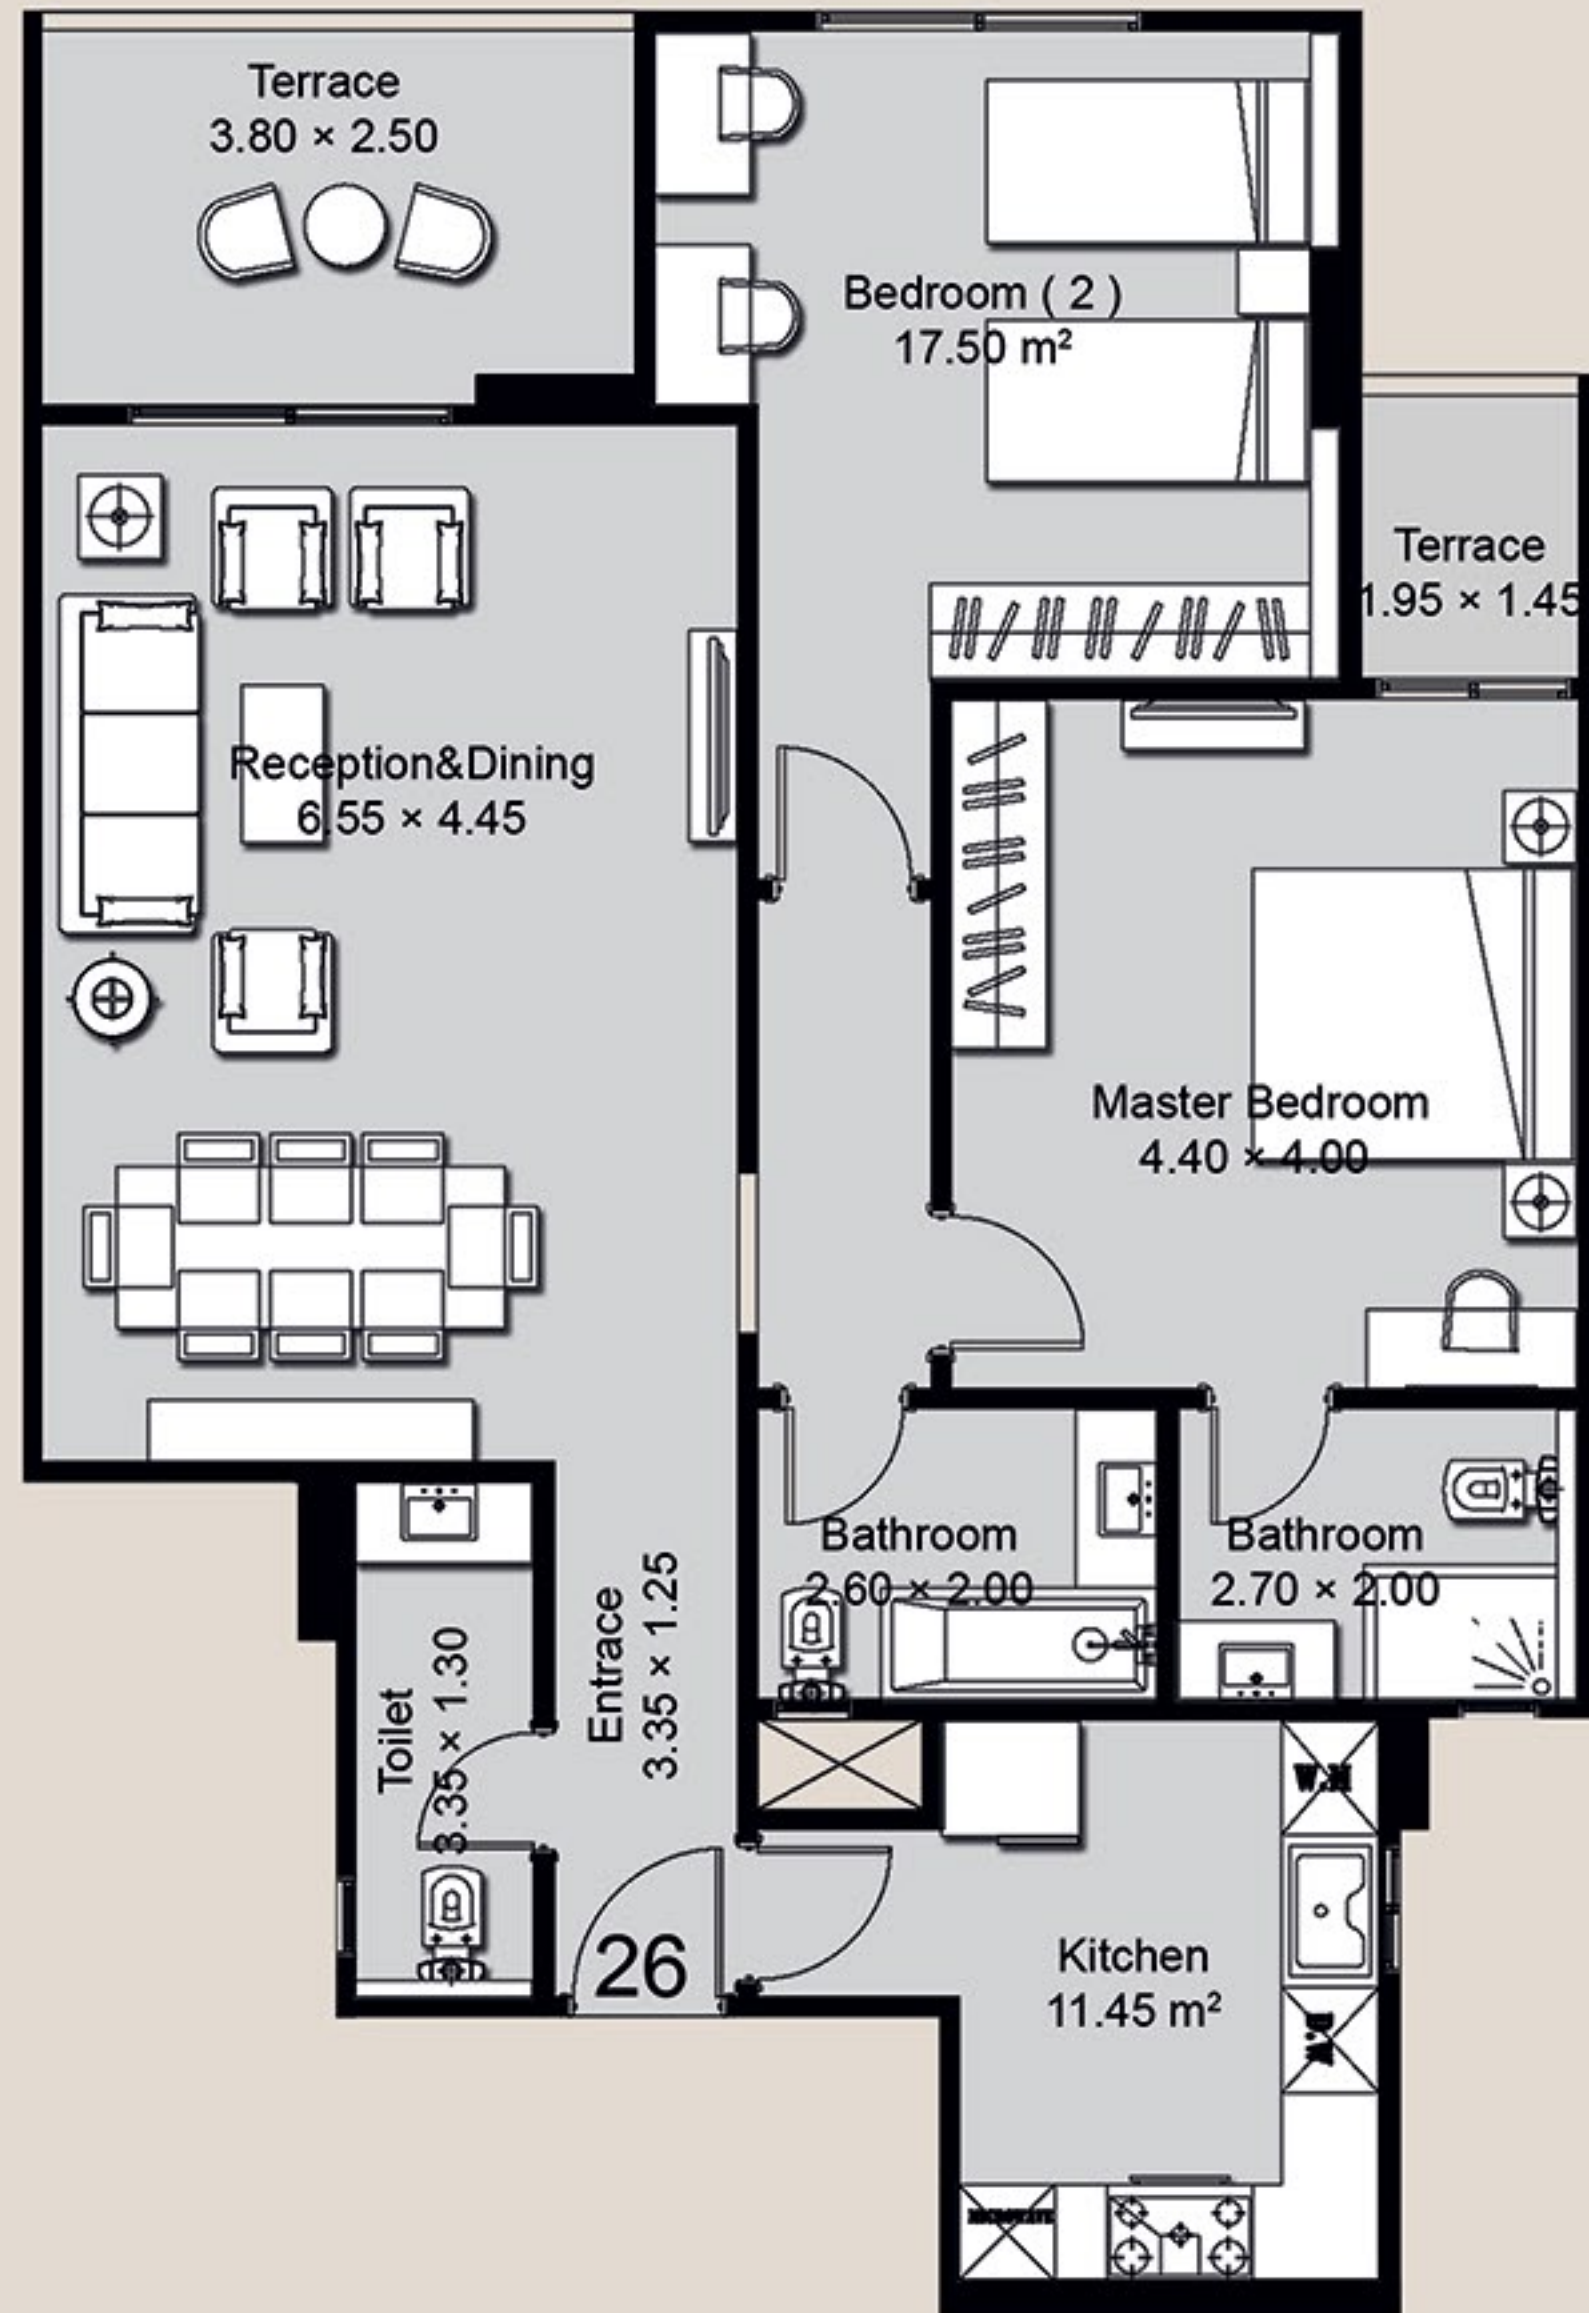 Terrace
3.80 × 2.50
Bedroom ( 2 )
17.50 m²
Terrace
1.95 × 1.45
Reception&Dining
6.55 × 4.45
Master Bedroom
4.40 × 4.00
Bathroom
2.60 × 2.00
Bathroom
2.70 × 2.00
Toilet
3.35 × 1.30
Entrace
3.35 × 1.25
W.M
26
Kitchen
11.45 m²
D.W